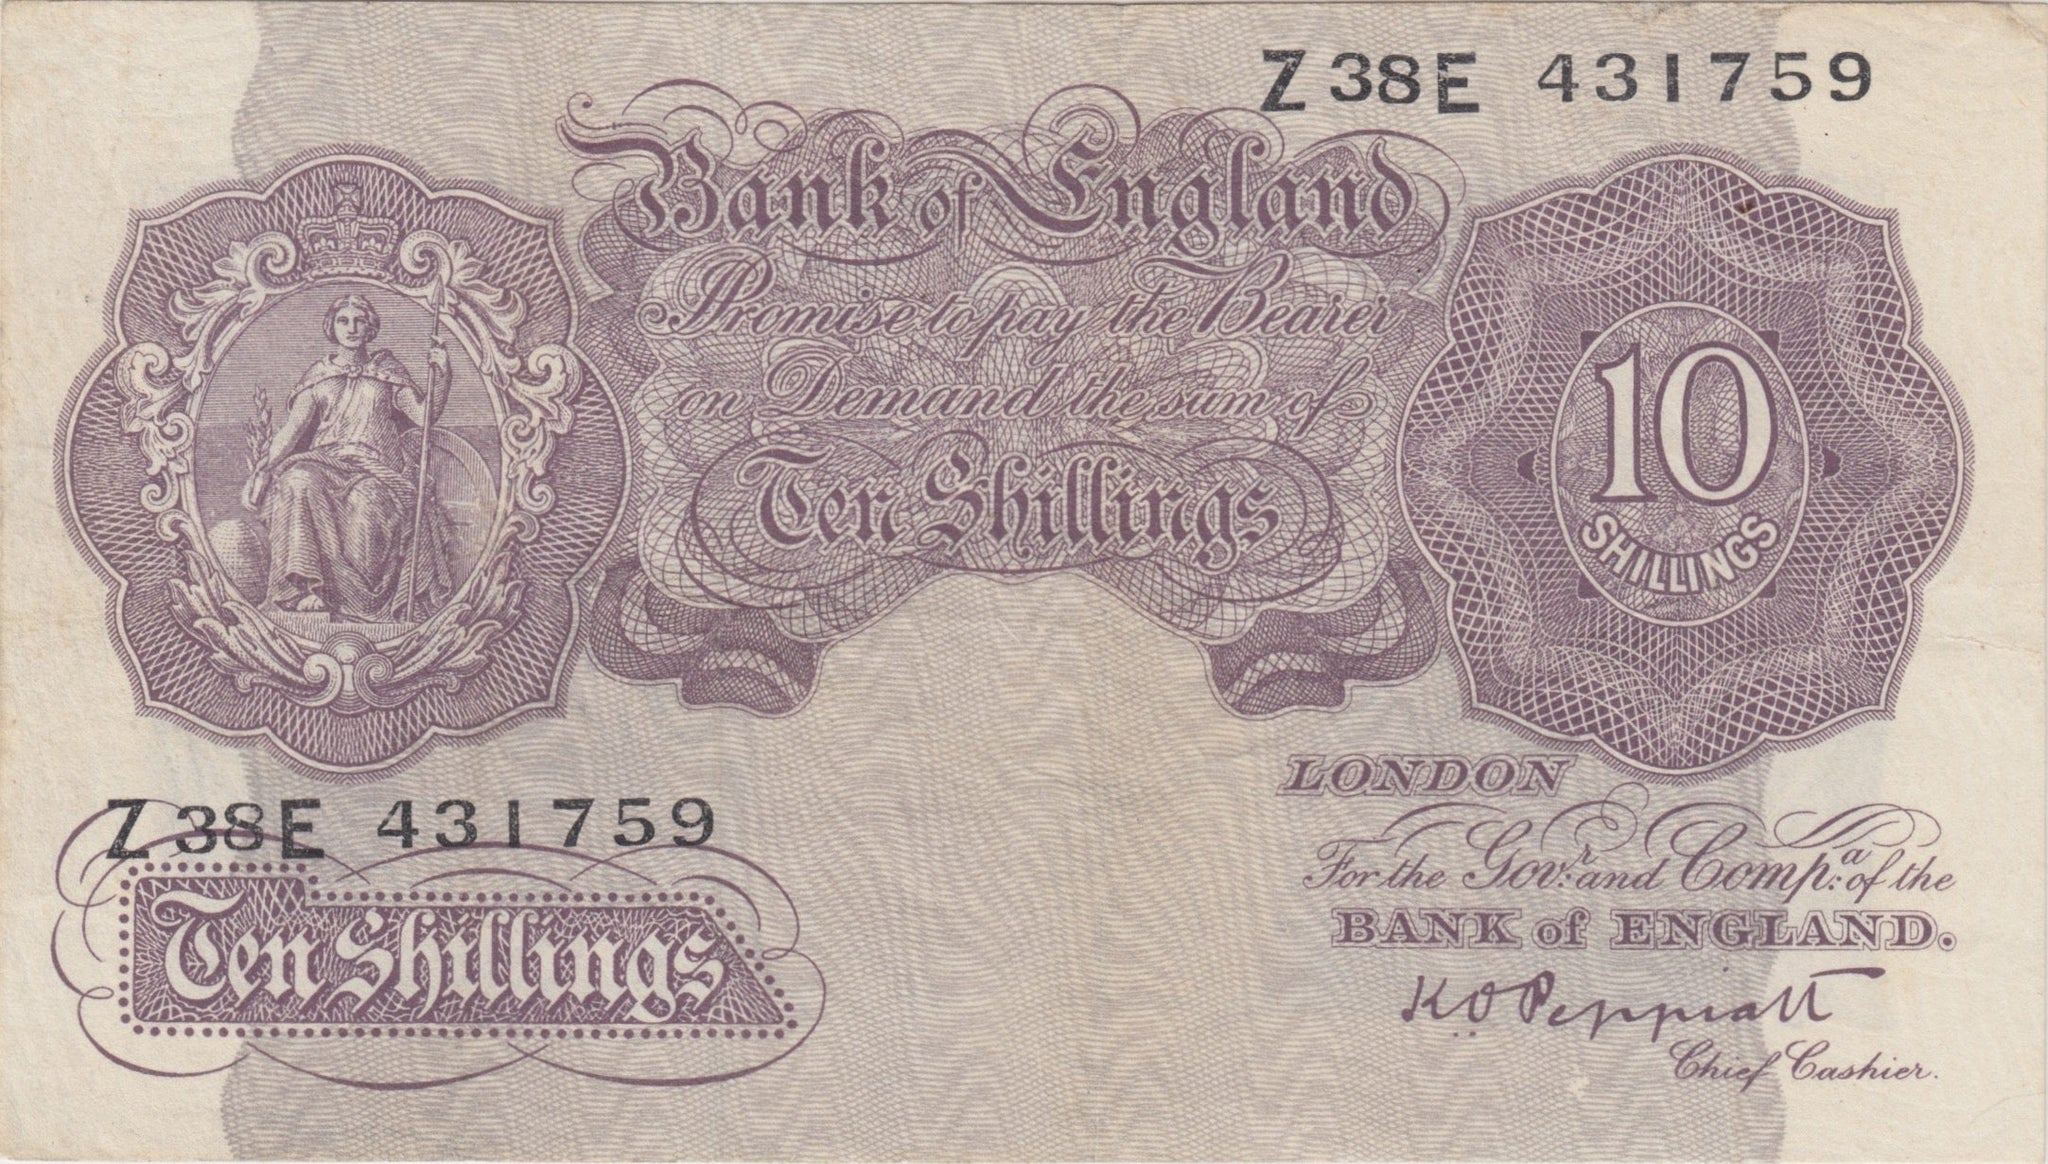 Z38E 431759
Bank of England
Promise to pay the Bearer
on Demand the sum of
Ten Shillings
10
SHILLINGS
LONDON
For the Govr. and Compa. of the
BANK of ENGLAND.
K.O. Peppiatt
Chief Cashier.
Z38E 431759
Ten Shillings